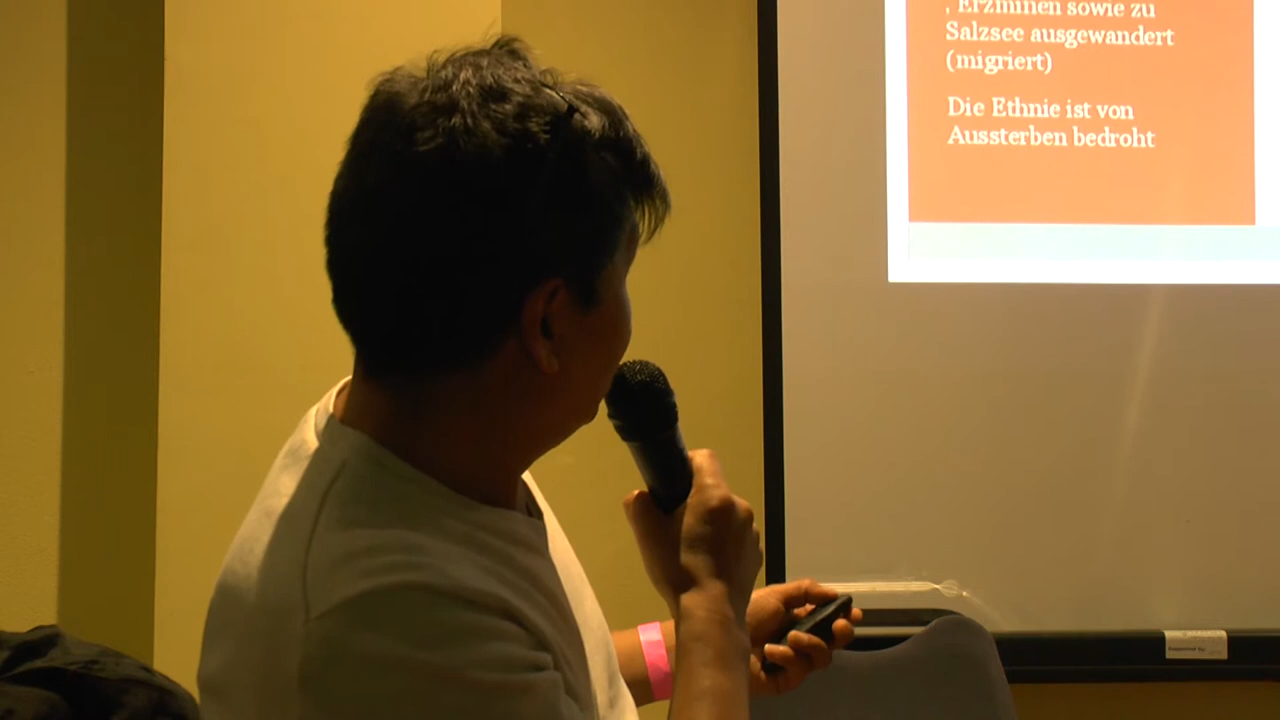 , Erzminen sowie zu
Salzsee ausgewandert
(migriert)
Die Ethnie ist von
Aussterben bedroht